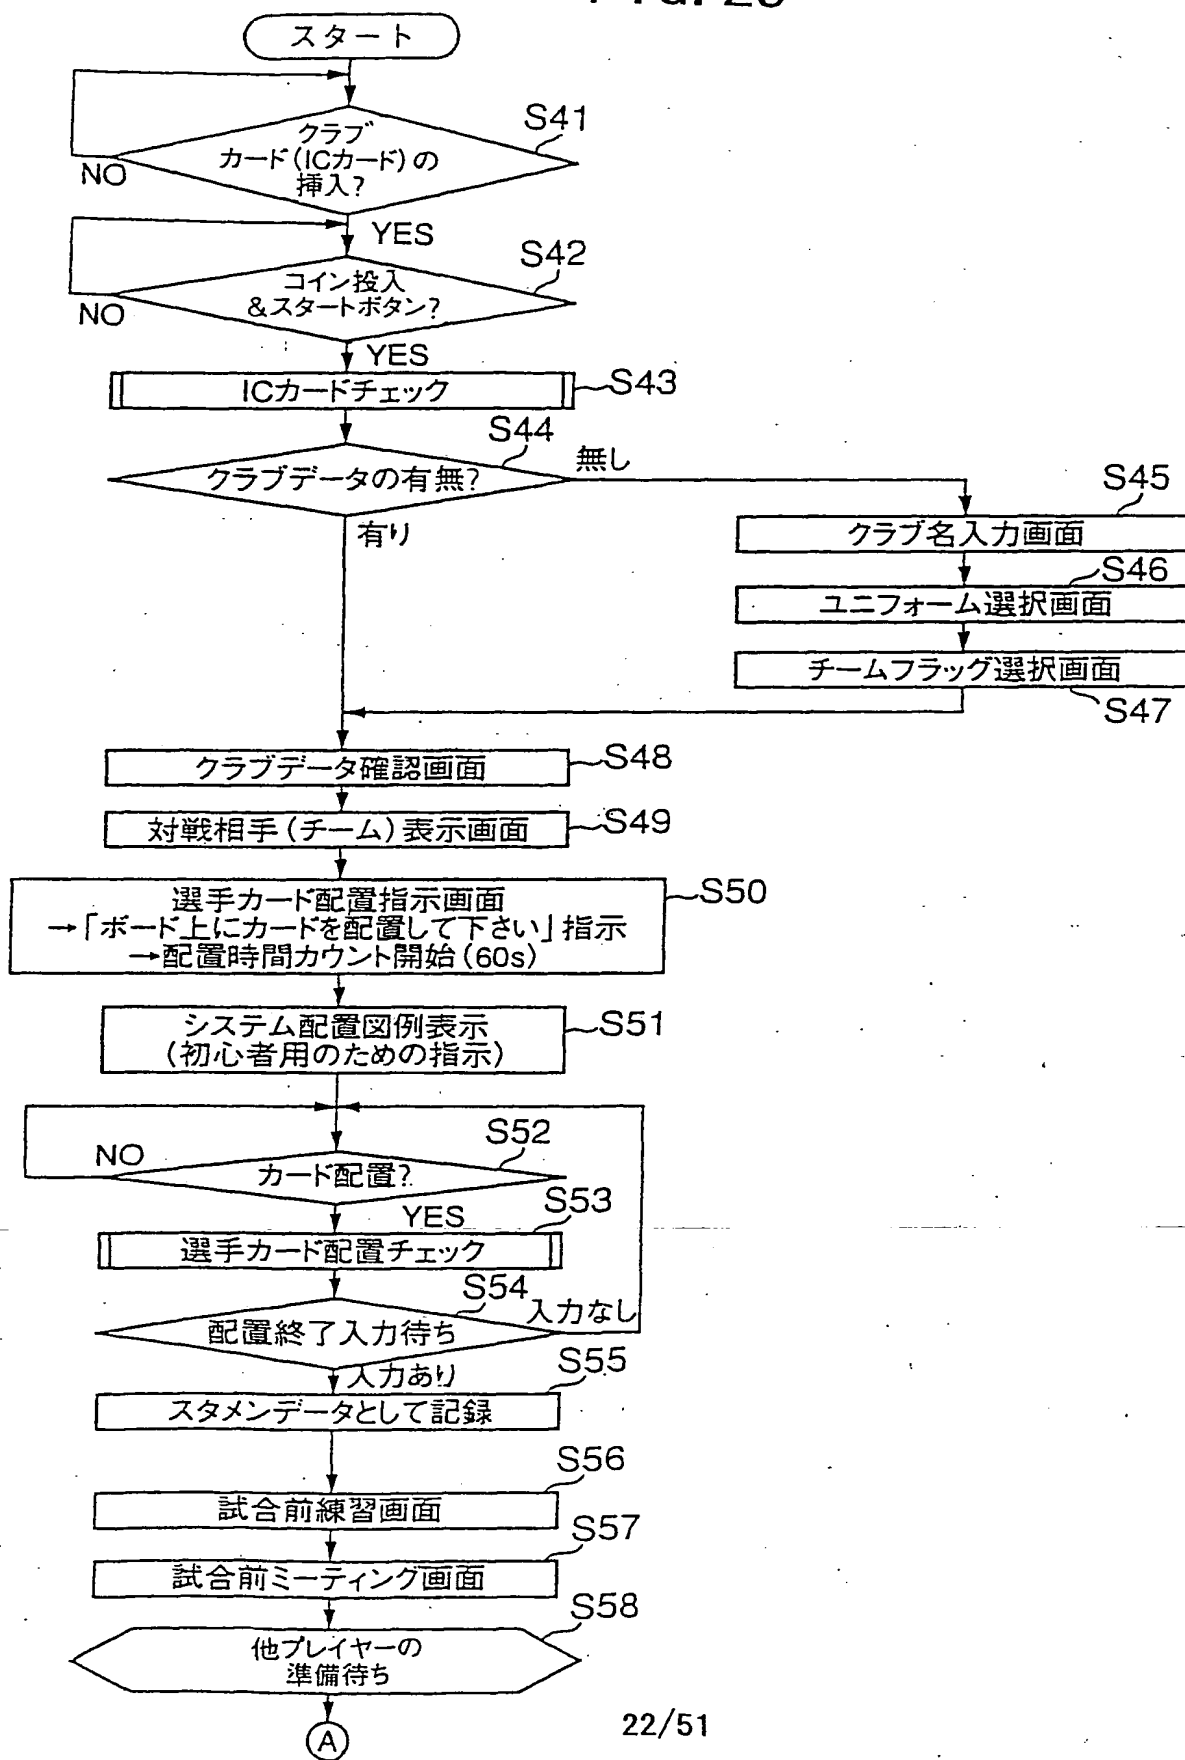 スタート
S41
クラブ
カード(ICカード)の
挿入?
NO
YES
S42
コイン投入
&スタートボタン?
NO
YES
ICカードチェック
S43
S44
クラブデータの有無?
無し
有り
S45
クラブ名入力画面
S46
ユニフォーム選択画面
チームフラッグ選択画面
S47
クラブデータ確認画面
S48
対戦相手(チーム)表示画面
S49
選手カード配置指示画面
→「ボード上にカードを配置して下さい」指示
→配置時間カウント開始(60s)
S50
システム配置図例表示
(初心者用のための指示)
S51
S52
NO
カード配置?
YES
S53
選手カード配置チェック
S54
入力なし
配置終了入力待ち
入力あり
S55
スタメンデータとして記録
S56
試合前練習画面
S57
試合前ミーティング画面
S58
他プレイヤーの
準備待ち
A
22/51